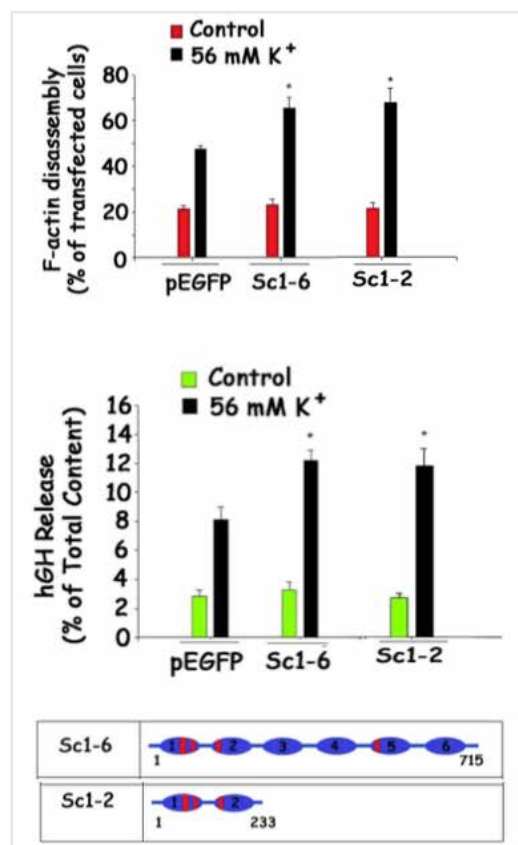 Control
56 mM K+
F-actin disassembly
(% of transfected cells)
80
60
40
20
0
*
*
pEGFP Sc1-6 Sc1-2
Control
56 mM K+
hGH Release
(% of Total Content)
16
14
12
10
8
6
4
2
0
*
*
pEGFP Sc1-6 Sc1-2
Sc1-6
1 2 3 4 5 6
1 715
Sc1-2
1 2
1 233